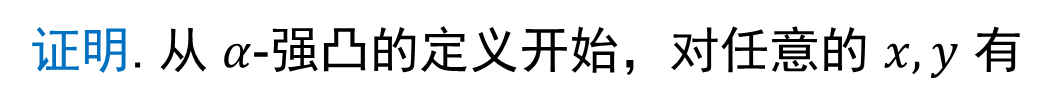 证明. 从 𝛼-强凸的定义开始，对任意的 𝑥, 𝑦 有